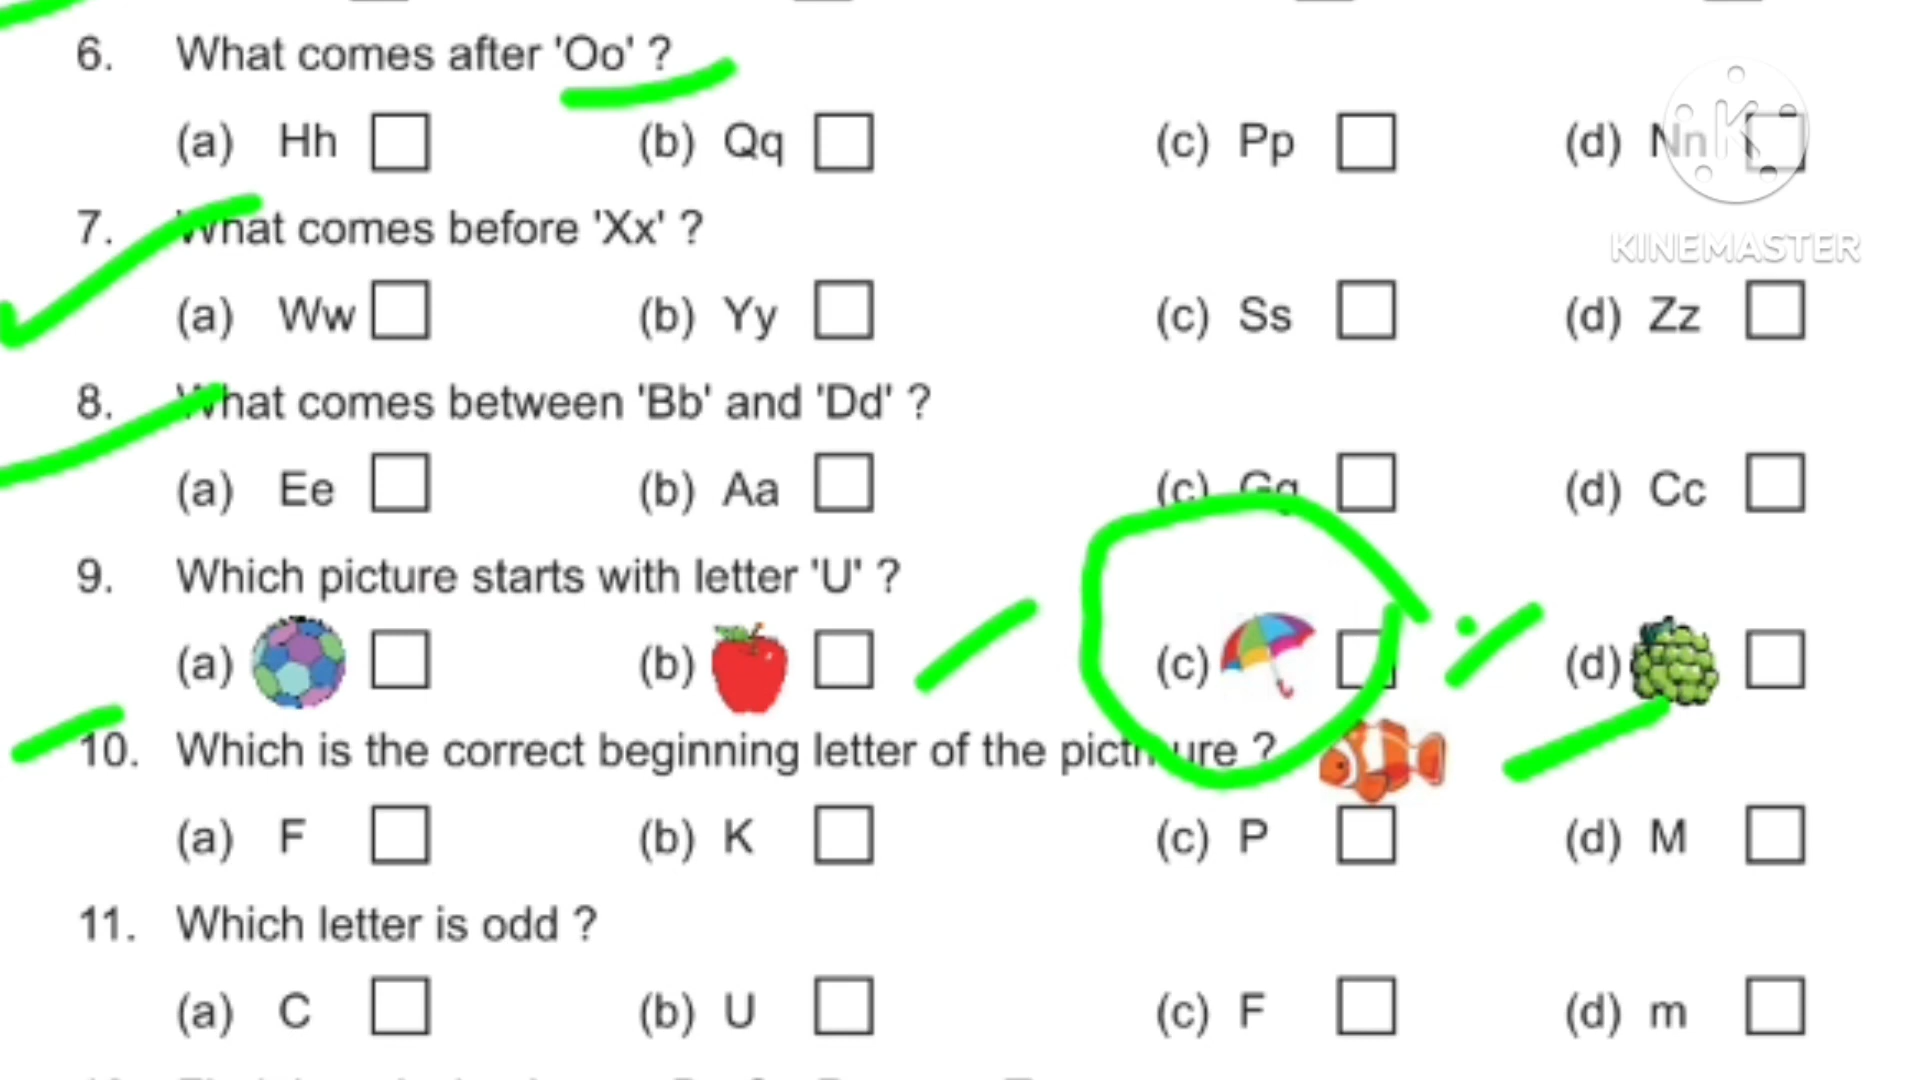 6. What comes after 'Oo' ?
(a) Hh (b) Qq (c) Pp (d) Nn
KINEMASTER
7. What comes before 'Xx' ?
(a) Ww (b) Yy (c) Ss (d) Zz
8. What comes between 'Bb' and 'Dd' ?
(a) Ee (b) Aa (c) Gg (d) Cc
9. Which picture starts with letter 'U' ?
(a) (b) (c) (d)
10. Which is the correct beginning letter of the picture ?
(a) F (b) K (c) P (d) M
11. Which letter is odd ?
(a) C (b) U (c) F (d) m